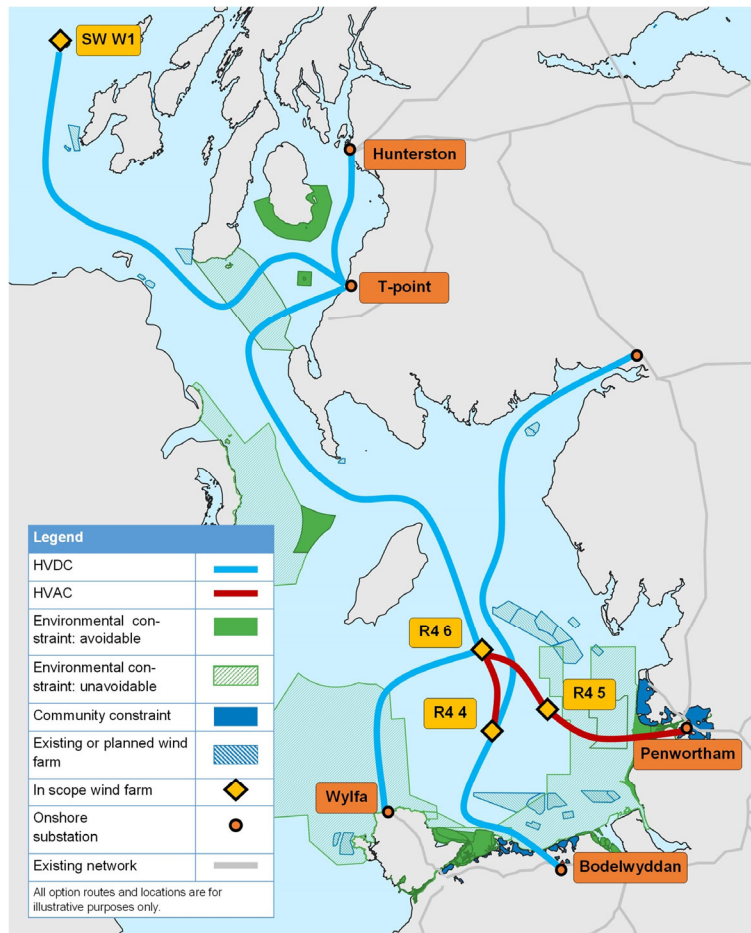 SW W1
Hunterston
T-point
R4 6
R4 5
R4 4
Penwortham
Wylfa
Bodelwyddan
Legend
HVDC
HVAC
Environmental con-
straint: avoidable
Environmental con-
straint: unavoidable
Community constraint
Existing or planned wind
farm
In scope wind farm
Onshore
substation
Existing network
All option routes and locations are for
illustrative purposes only.